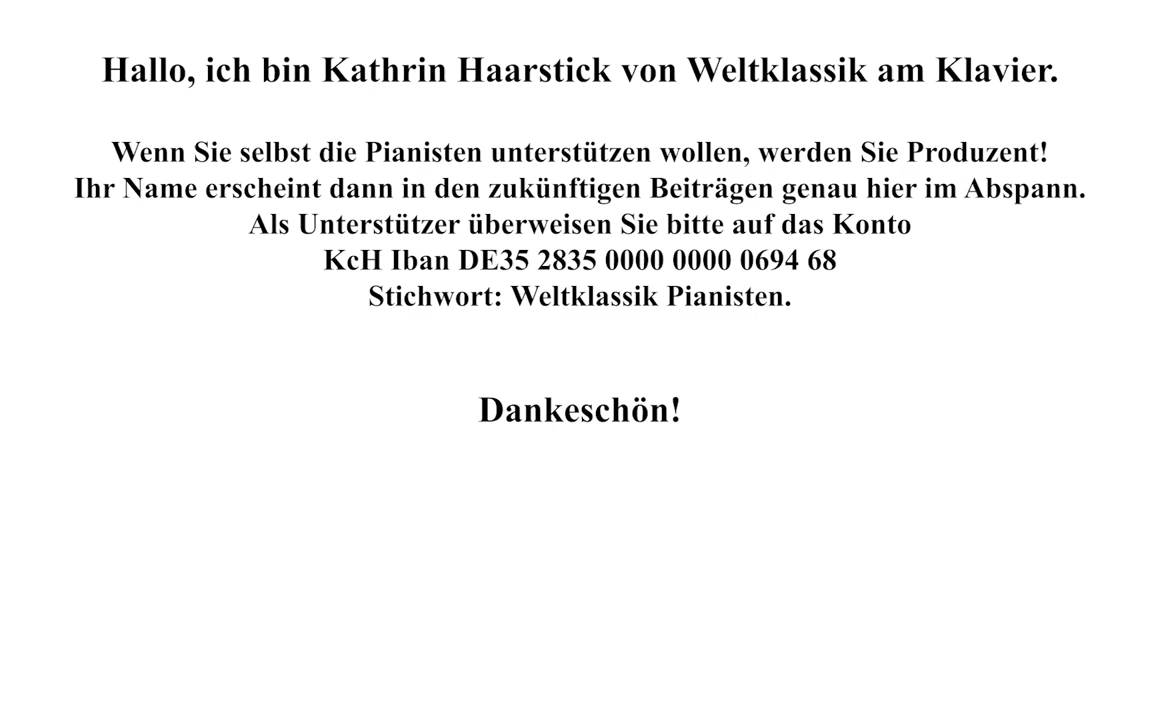 Hallo, ich bin Kathrin Haarstick von Weltklassik am Klavier.
Wenn Sie selbst die Pianisten unterstützen wollen, werden Sie Produzent!
Ihr Name erscheint dann in den zukünftigen Beiträgen genau hier im Abspann.
Als Unterstützer überweisen Sie bitte auf das Konto
KcH Iban DE35 2835 0000 0000 0694 68
Stichwort: Weltklassik Pianisten.
Dankeschön!